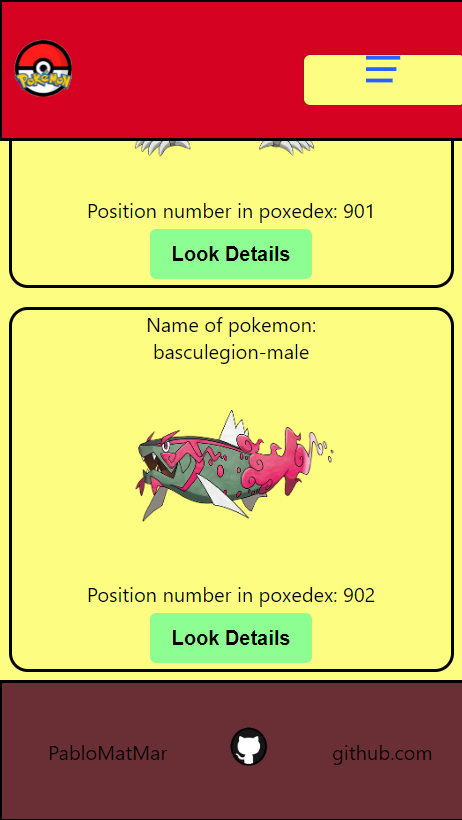 POKéMON
Position number in poxedex: 901
Look Details
Name of pokemon:
basculegion-male
Position number in poxedex: 902
Look Details
PabloMatMar
github.com